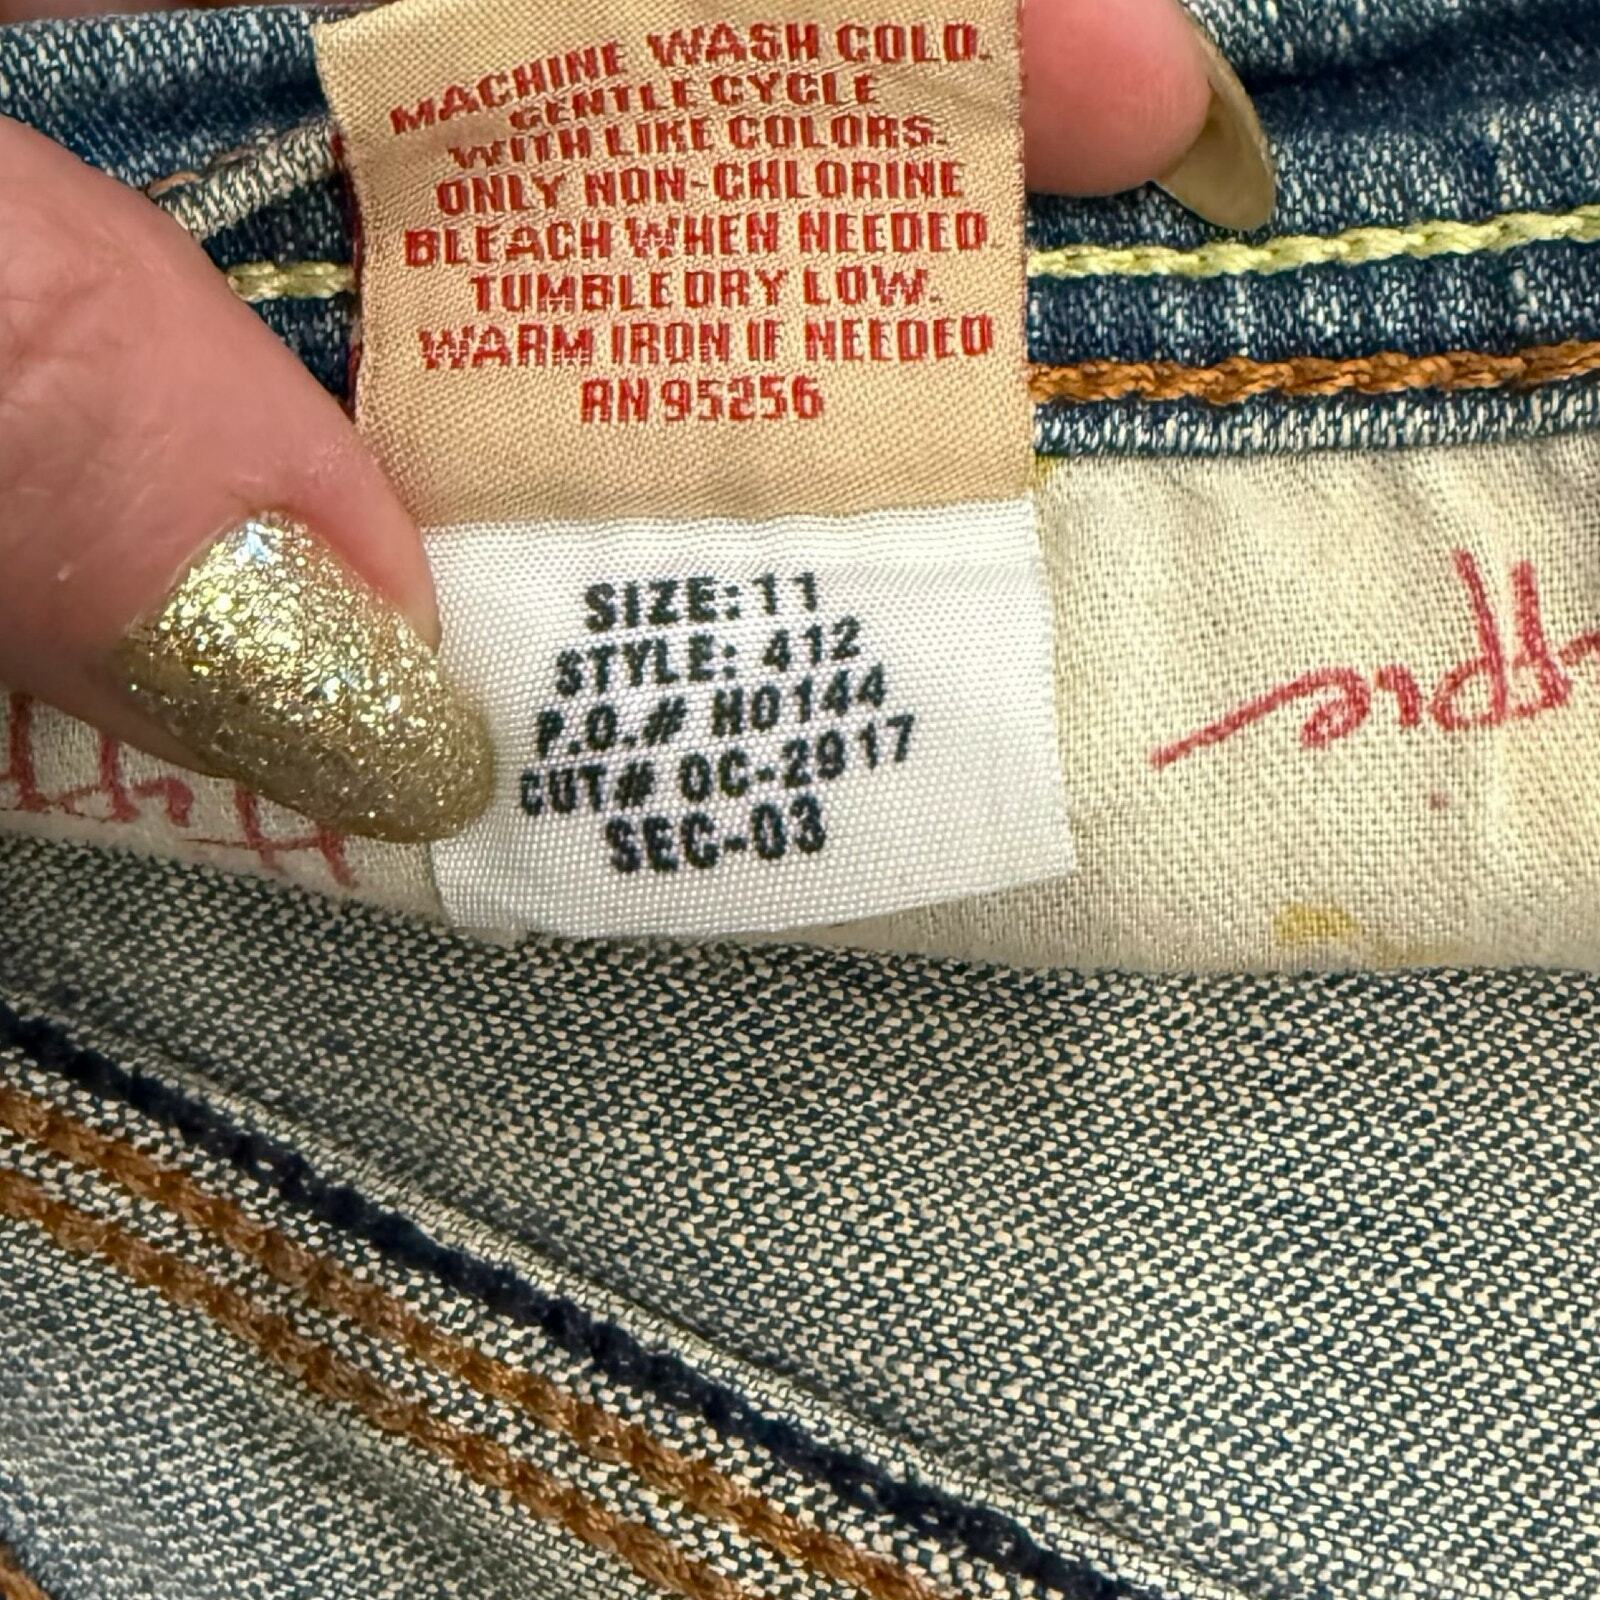 MACHINE WASH COLD.
GENTLE CYCLE
WITH LIKE COLORS.
ONLY NON-CHLORINE
BLEACH WHEN NEEDED.
TUMBLE DRY LOW.
WARM IRON IF NEEDED
RN 95256
SIZE: 11
STYLE: 412
P.O.# H0144
CUT# OC-2917
SEC-03